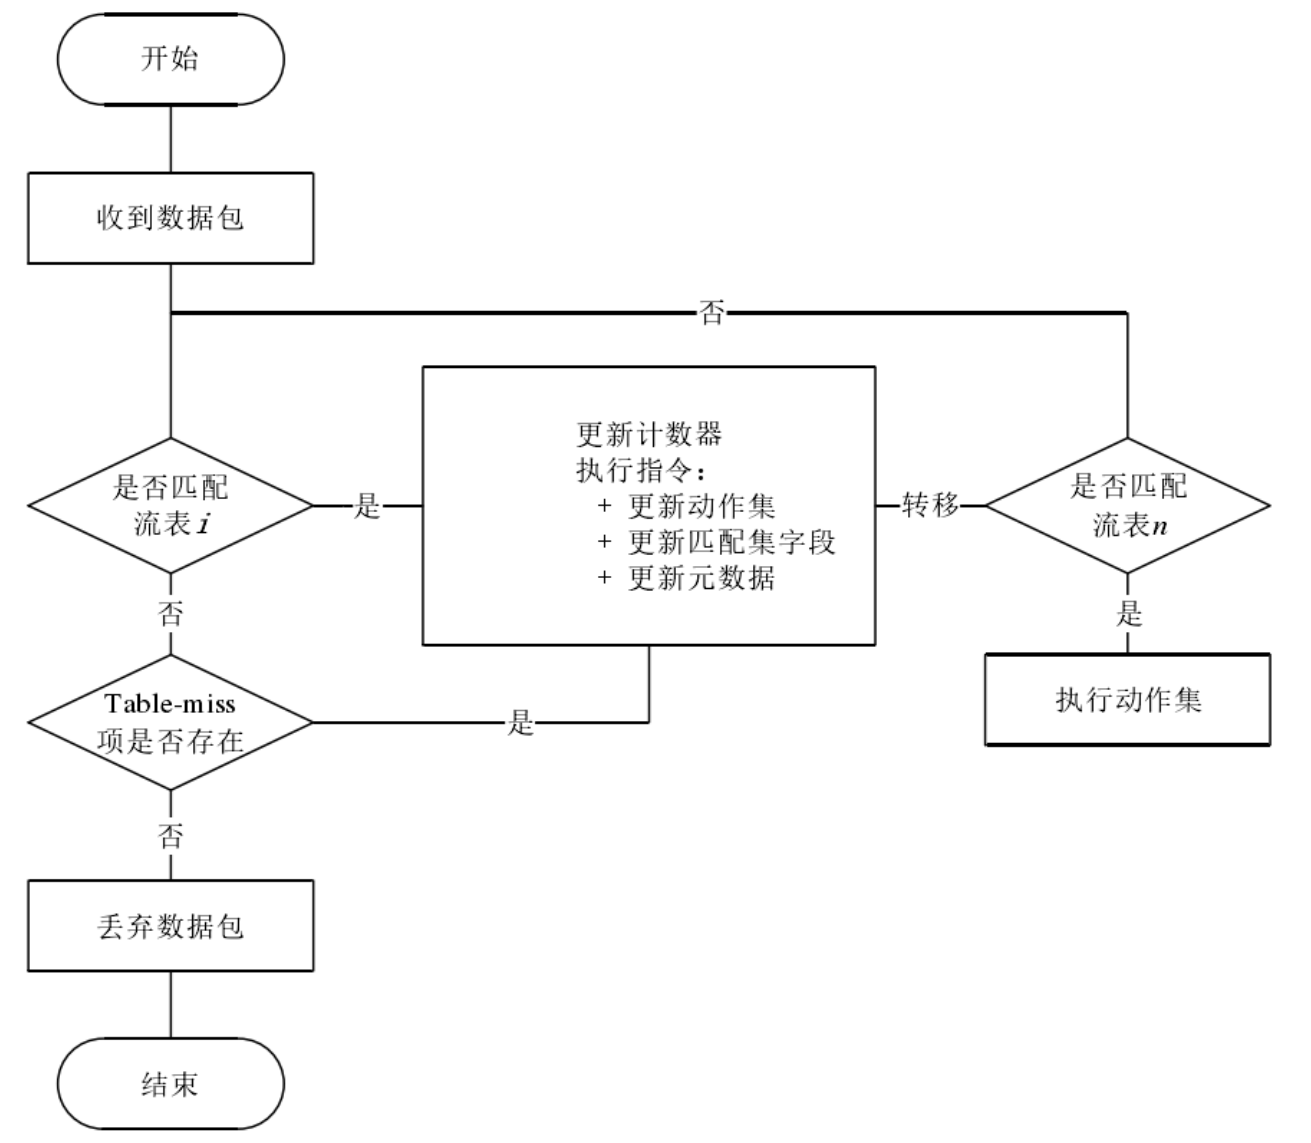 开始
收到数据包
否
更新计数器
执行指令：
+ 更新动作集
+ 更新匹配集字段
+ 更新元数据
是否匹配
流表i
是
转移
是否匹配
流表n
否
是
Table-miss
项是否存在
是
执行动作集
否
丢弃数据包
结束